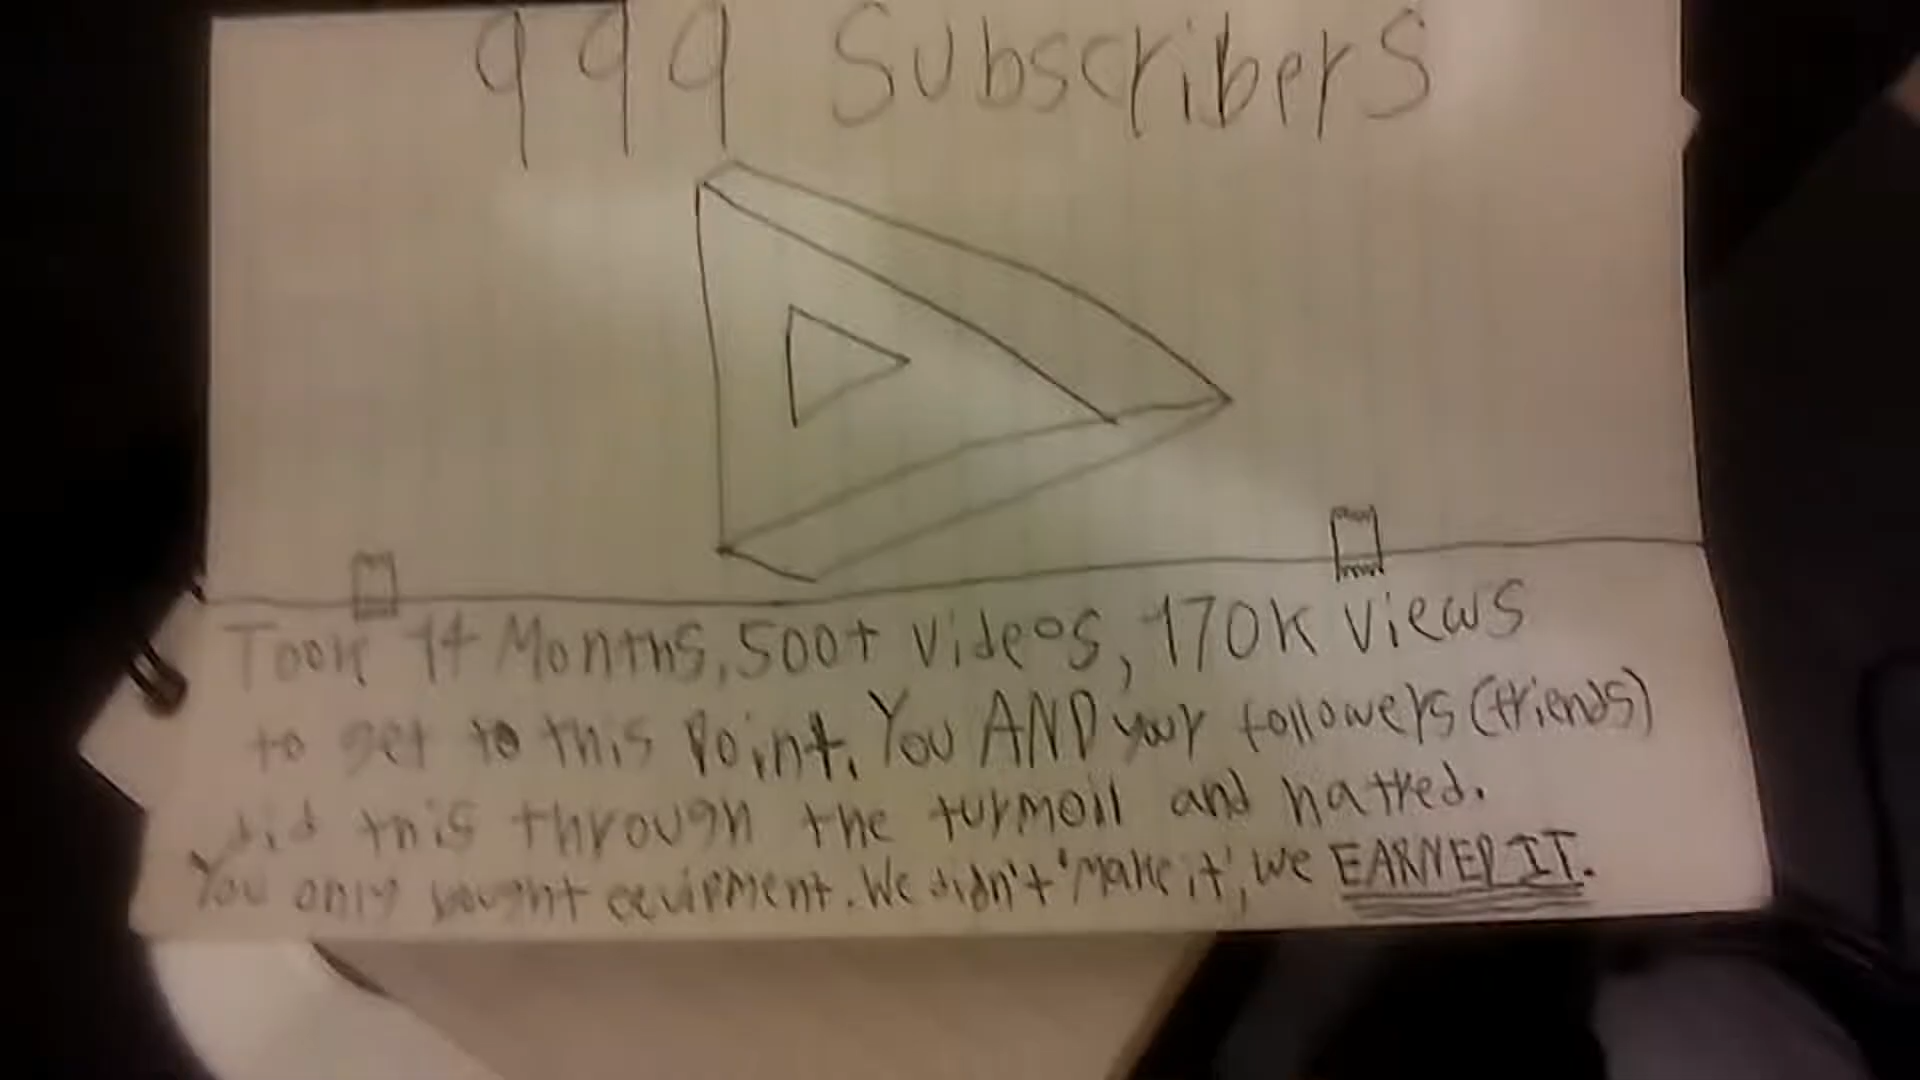 999 Subscribers
Took 14 Months, 500+ Videos, 170K Views
to get to this Point. You AND your followers (friends)
did this through the turmoil and hatred.
You only bought equipment. We didn't 'Make it', we EARNED IT.